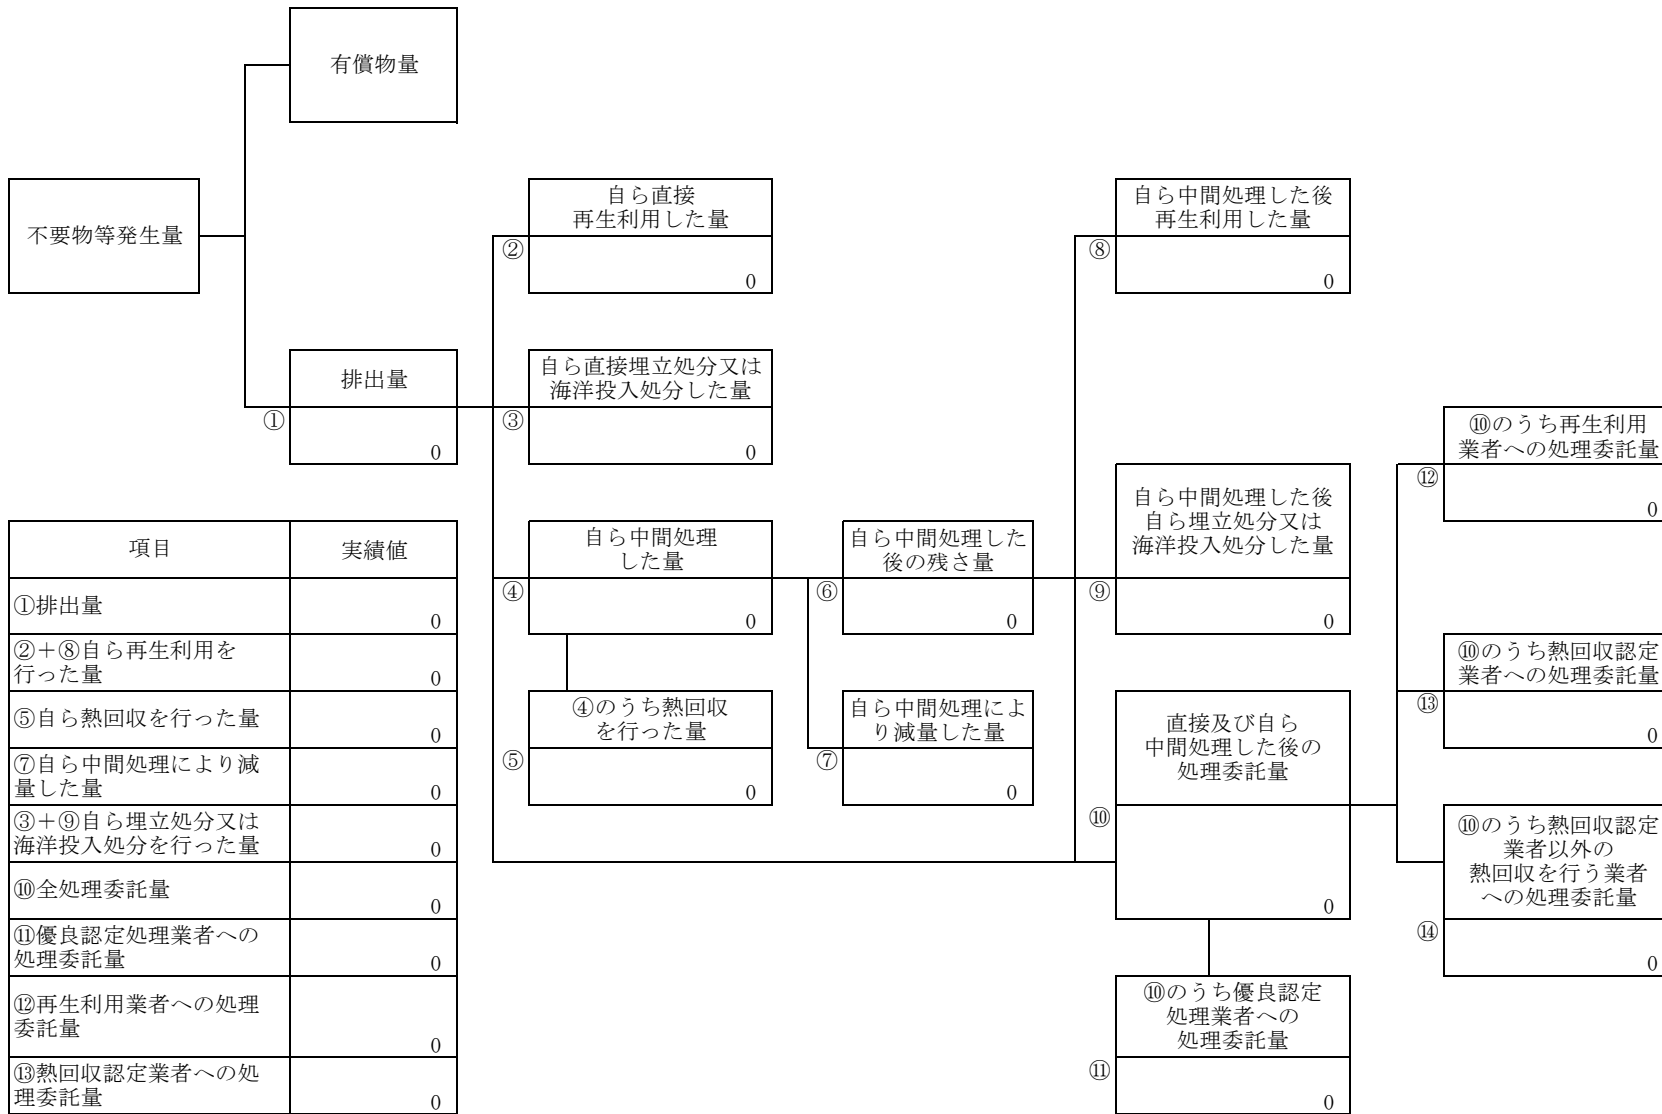 有償物量
不要物等発生量
排出量
①
0
自ら直接
再生利用した量
②
0
自ら直接埋立処分又は
海洋投入処分した量
③
0
自ら中間処理
した量
④
0
④のうち熱回収
を行った量
⑤
0
自ら中間処理した
後の残さ量
⑥
0
自ら中間処理によ
り減量した量
⑦
0
自ら中間処理した後
再生利用した量
⑧
0
自ら中間処理した後
自ら埋立処分又は
海洋投入処分した量
⑨
0
直接及び自ら
中間処理した後の
処理委託量
⑩
0
⑩のうち優良認定
処理業者への
処理委託量
⑪
0
⑩のうち再生利用
業者への処理委託量
⑫
0
⑩のうち熱回収認定
業者への処理委託量
⑬
0
⑩のうち熱回収認定
業者以外の
熱回収を行う業者
への処理委託量
⑭
0
項目 実績値
①排出量
0
②＋⑧自ら再生利用を
行った量
0
⑤自ら熱回収を行った量
0
⑦自ら中間処理により減
量した量
0
③＋⑨自ら埋立処分又は
海洋投入処分を行った量
0
⑩全処理委託量
0
⑪優良認定処理業者への
処理委託量
0
⑫再生利用業者への処理
委託量
0
⑬熱回収認定業者への処
理委託量
0